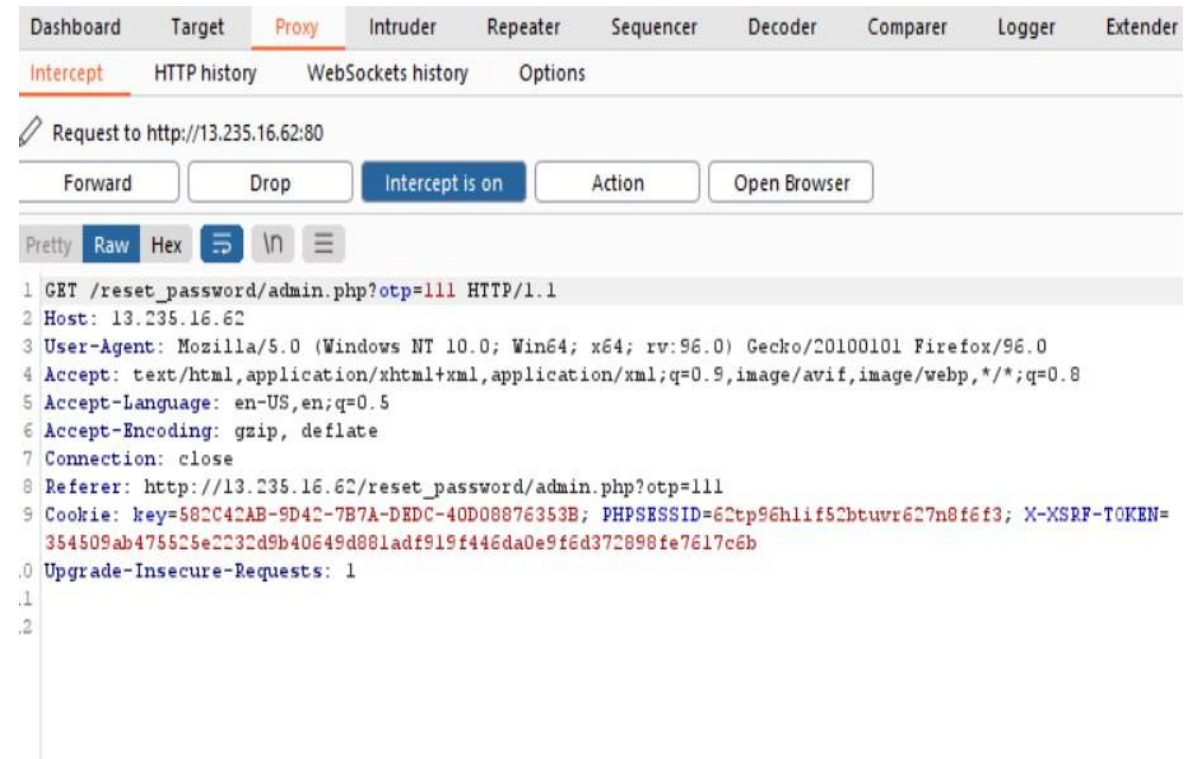 Dashboard Target Proxy Intruder Repeater Sequencer Decoder Comparer Logger Extender
Intercept HTTP history WebSockets history Options
Request to http://13.235.16.62:80
Forward Drop Intercept is on Action Open Browser
Pretty Raw Hex \n
1 GET /reset_password/admin.php?otp=111 HTTP/1.1
2 Host: 13.235.16.62
3 User-Agent: Mozilla/5.0 (Windows NT 10.0; Win64; x64; rv:96.0) Gecko/20100101 Firefox/96.0
4 Accept: text/html,application/xhtml+xml,application/xml;q=0.9,image/avif,image/webp,*/*;q=0.8
5 Accept-Language: en-US,en;q=0.5
6 Accept-Encoding: gzip, deflate
7 Connection: close
8 Referer: http://13.235.16.62/reset_password/admin.php?otp=111
9 Cookie: key=582C42AB-9D42-7B7A-DEDC-40D08876353B; PHPSESSID=62tp96hlif52btuvr627n8f6f3; X-XSRF-TOKEN=
354509ab475525e2232d9b40649d881adf919f446da0e9f6d372898fe7617c6b
.0 Upgrade-Insecure-Requests: 1
.1
.2